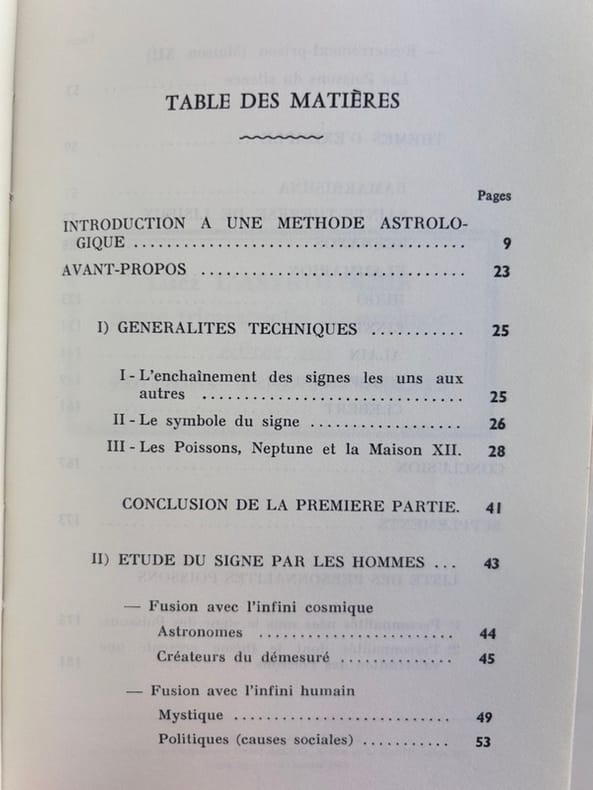 TABLE DES MATIÈRES
Pages
INTRODUCTION A UNE METHODE ASTROLO-
GIQUE ........................................ 9
AVANT-PROPOS ................................ 23
I) GENERALITES TECHNIQUES ........... 25
I - L'enchaînement des signes les uns aux
autres ................................ 25
II - Le symbole du signe .................. 26
III - Les Poissons, Neptune et la Maison XII. 28
CONCLUSION DE LA PREMIERE PARTIE. 41
II) ETUDE DU SIGNE PAR LES HOMMES ... 43
— Fusion avec l'infini cosmique
Astronomes ........................ 44
Créateurs du démesuré .............. 45
— Fusion avec l'infini humain
Mystique ........................... 49
Politiques (causes sociales) ........... 53